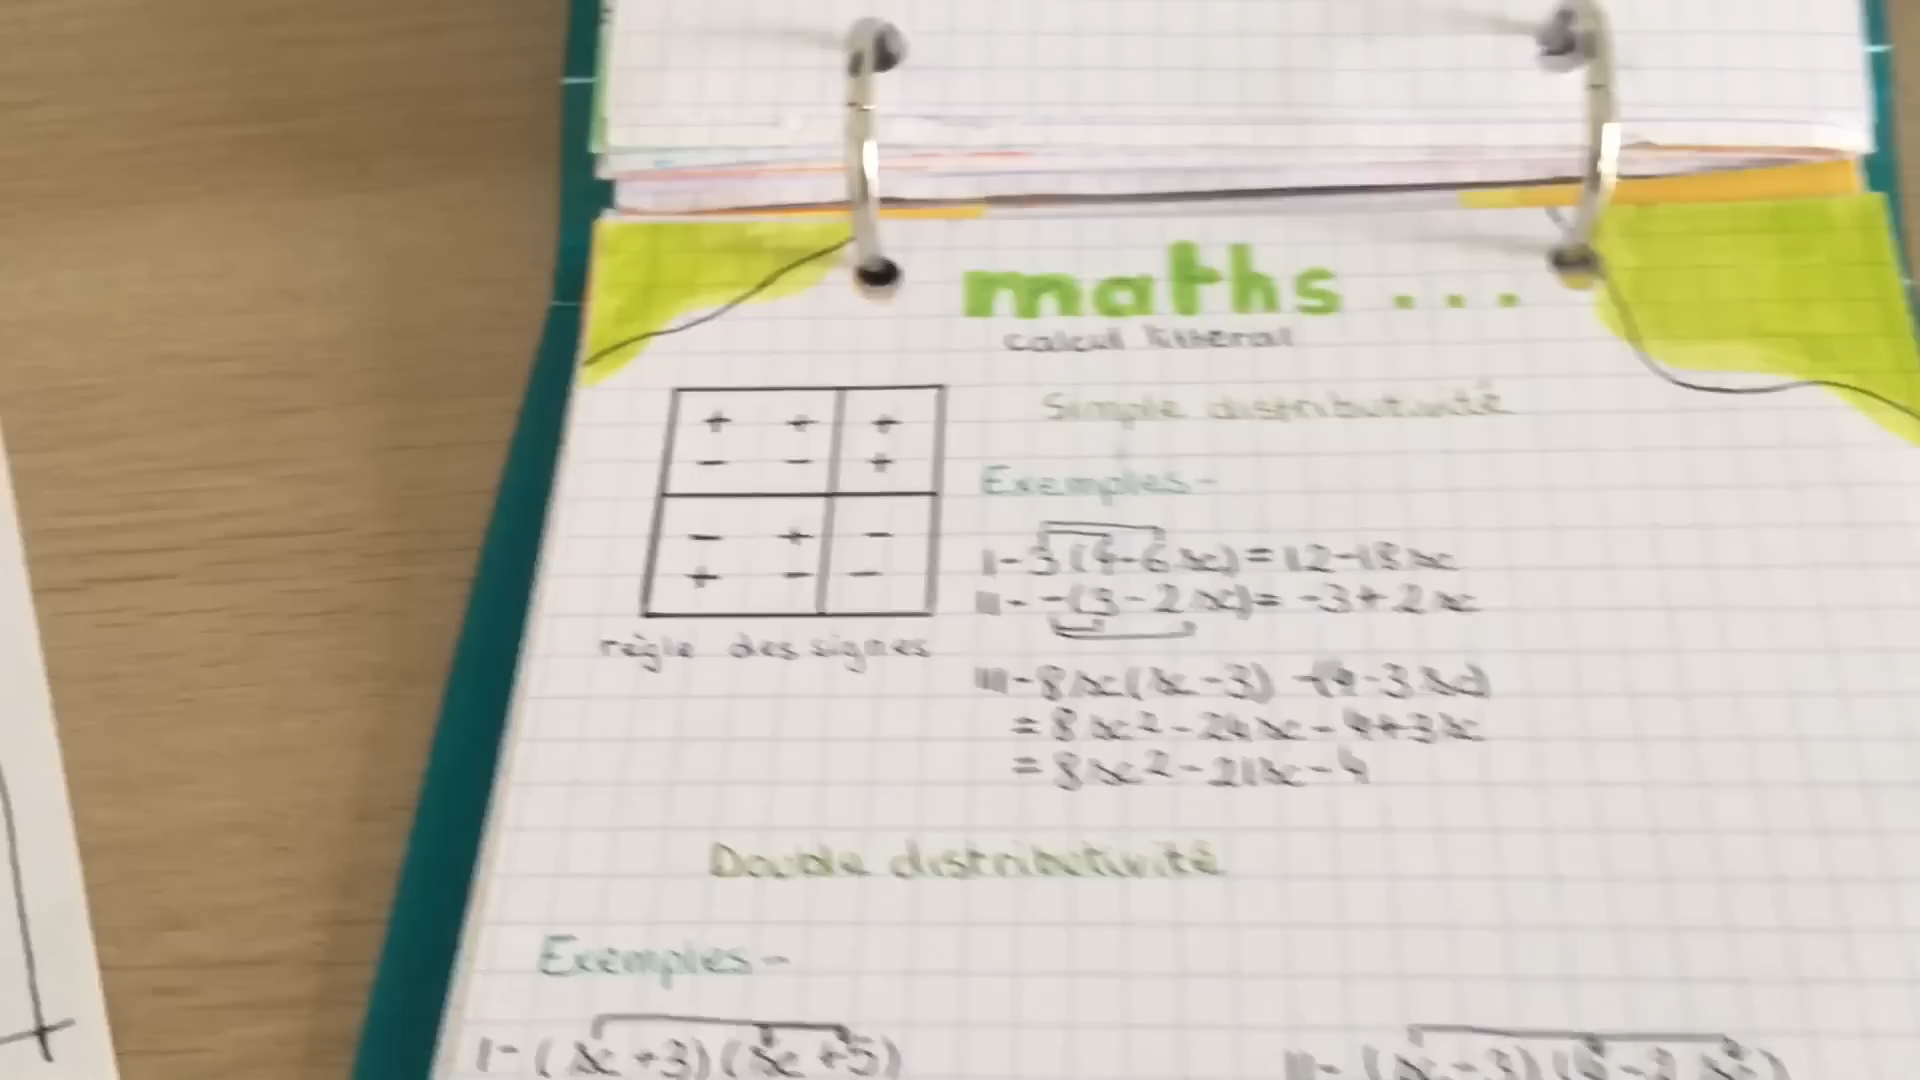 maths ...
calcul littéral
+ + +
- - +
- + -
+ - -
règle des signes
Simple distributivité
Exemples-
I-3(4-6x)=12-18x
II- -(3-2x)= -3+2x
III-8x(x-3) -(4-3x)
= 8x²-24x-4+3x
= 8x²-21x-4
Double distributivité
Exemples-
I-(x+3)(x+5)